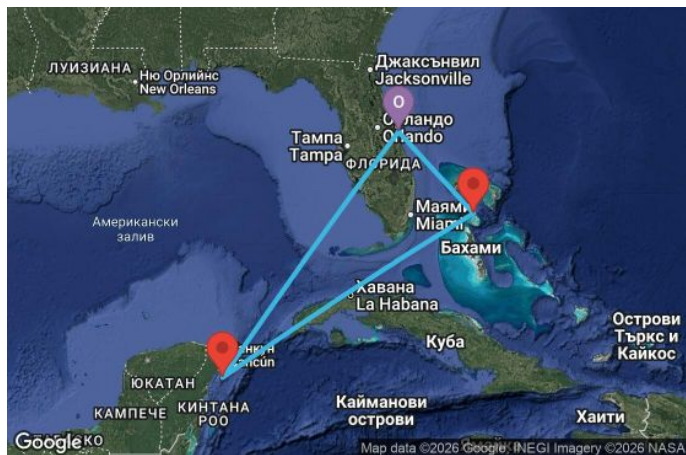 Джаксънвил
Jacksonville
ЛУИЗИАНА
Ню Орлийнс
New Orleans
O
Орландо
Orlando
Тампа
Tampa
ФЛОРИДА
Маями
Miami
Американски
залив
Бахами
Хавана
La Habana
Куба
Острови
Търкс и
Кайкос
ЮКАТАН
КАМПЕЧЕ
КИНТАНА
РОО
Кайманови
острови
Хаити
Google
Map data ©2026 Google, INEGI Imagery ©2026 NASA